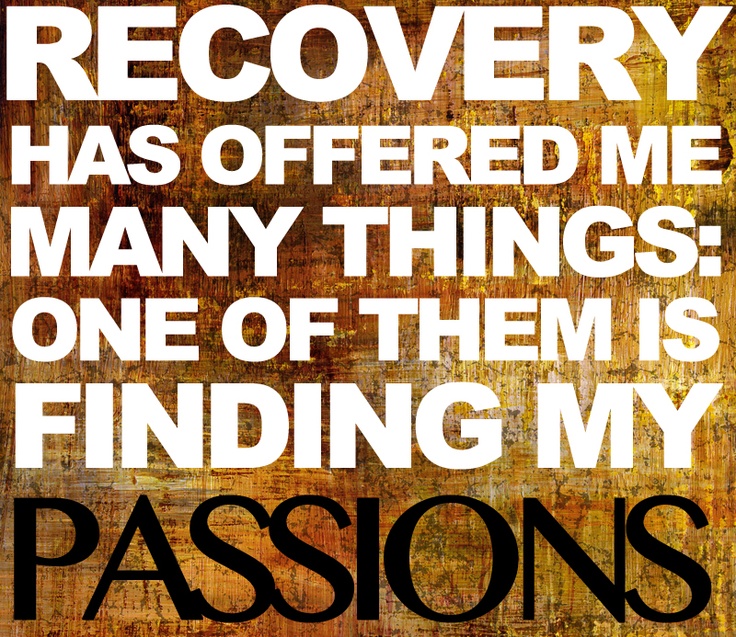 RECOVERY
HAS OFFERED ME
MANY THINGS:
ONE OF THEM IS
FINDING MY
PASSIONS